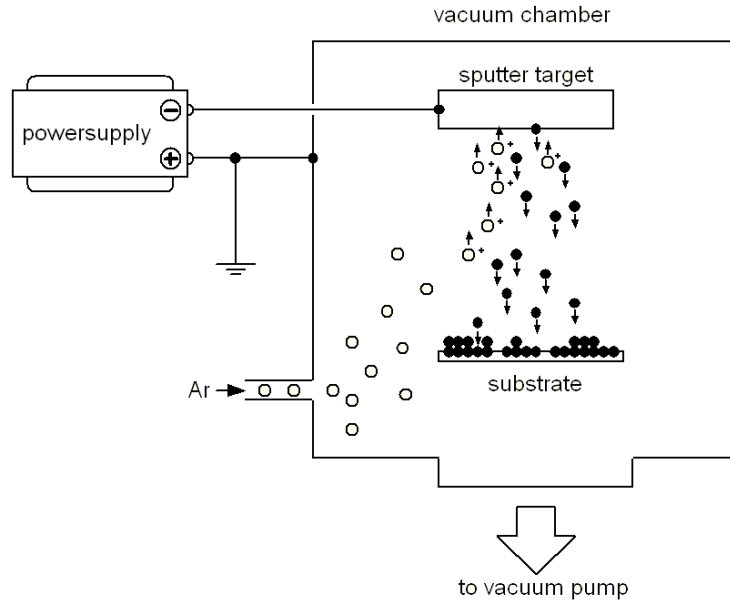 vacuum chamber
sputter target
−
powersupply
+
+
+
+
+
+
+
Ar
substrate
to vacuum pump